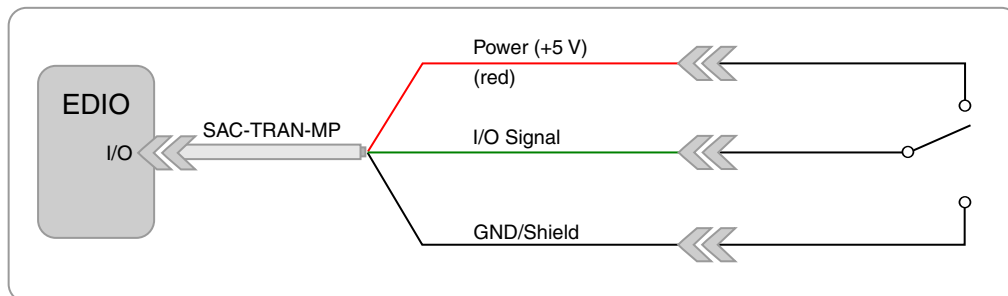 Power (+5 V)
(red)
EDIO
SAC-TRAN-MP
I/O
I/O Signal
GND/Shield